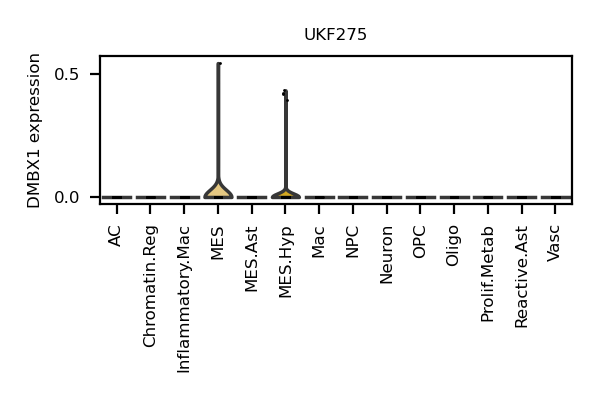 UKF275
DMBX1 expression
0.5
0.0
AC
Chromatin.Reg
Inflammatory.Mac
MES
MES.Ast
MES.Hyp
Mac
NPC
Neuron
OPC
Oligo
Prolif.Metab
Reactive.Ast
Vasc